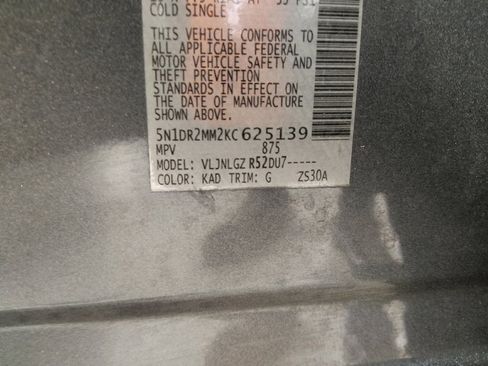 COLD SINGLE
THIS VEHICLE CONFORMS TO
ALL APPLICABLE FEDERAL
MOTOR VEHICLE SAFETY AND
THEFT PREVENTION
STANDARDS IN EFFECT ON
THE DATE OF MANUFACTURE
SHOWN ABOVE.
5N1DR2MM2KC625139
MPV 875
MODEL: VLJNLGZ R52DU7-----
COLOR: KAD TRIM: G ZS30A